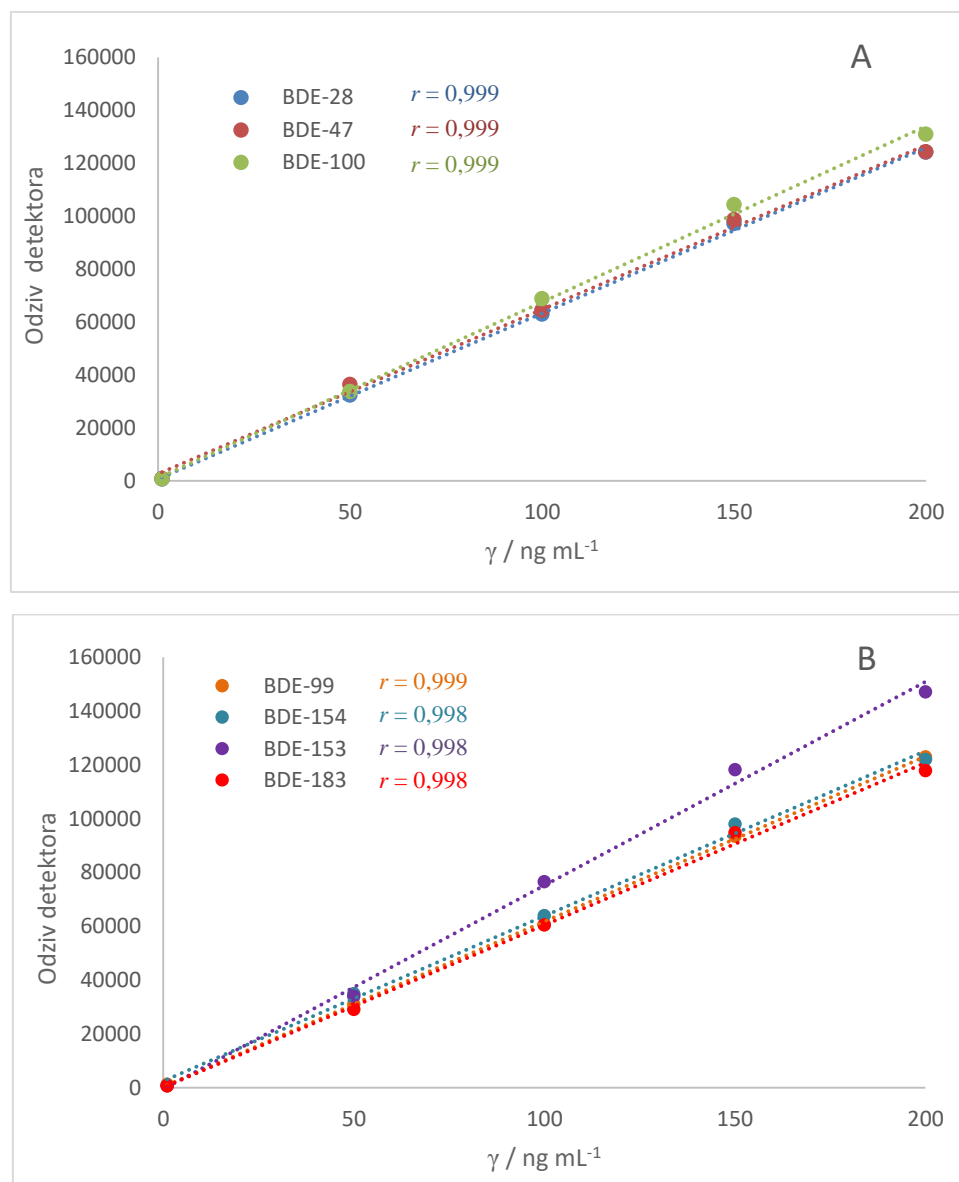 A
160000
140000
120000
100000
80000
60000
40000
20000
0
Odziv detektora
BDE-28 r = 0,999
BDE-47 r = 0,999
BDE-100 r = 0,999
0 50 100 150 200
γ / ng mL⁻¹
B
160000
140000
120000
100000
80000
60000
40000
20000
0
Odziv detektora
BDE-99 r = 0,999
BDE-154 r = 0,998
BDE-153 r = 0,998
BDE-183 r = 0,998
0 50 100 150 200
γ / ng mL⁻¹